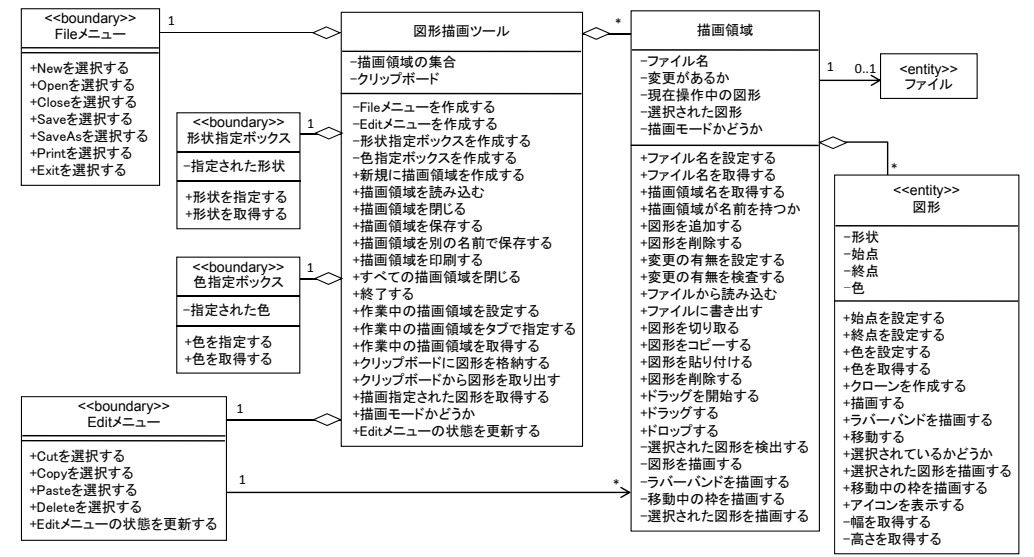 <<boundary>>
Fileメニュー
+Newを選択する
+Openを選択する
+Closeを選択する
+Saveを選択する
+SaveAsを選択する
+Printを選択する
+Exitを選択する
1
<<boundary>>
形状指定ボックス
-指定された形状
+形状を指定する
+形状を取得する
1
<<boundary>>
色指定ボックス
-指定された色
+色を指定する
+色を取得する
1
<<boundary>>
Editメニュー
+Cutを選択する
+Copyを選択する
+Pasteを選択する
+Deleteを選択する
+Editメニューの状態を更新する
1
1
*
図形描画ツール
-描画領域の集合
-クリップボード
-Fileメニューを作成する
-Editメニューを作成する
-形状指定ボックスを作成する
-色指定ボックスを作成する
+新規に描画領域を作成する
+描画領域を読み込む
+描画領域を閉じる
+描画領域を保存する
+描画領域を別の名前で保存する
+描画領域を印刷する
+すべての描画領域を閉じる
+終了する
+作業中の描画領域を設定する
+作業中の描画領域をタブで指定する
+作業中の描画領域を取得する
+クリップボードに図形を格納する
+クリップボードから図形を取り出す
+描画指定された図形を取得する
+描画モードかどうか
+Editメニューの状態を更新する
*
描画領域
-ファイル名
-変更があるか
-現在操作中の図形
-選択された図形
-描画モードかどうか
+ファイル名を設定する
+ファイル名を取得する
+描画領域名を取得する
+描画領域が名前を持つか
+図形を追加する
+図形を削除する
+変更の有無を設定する
+変更の有無を検査する
+ファイルから読み込む
+ファイルに書き出す
+図形を切り取る
+図形をコピーする
+図形を貼り付ける
+図形を削除する
+ドラッグを開始する
+ドラッグする
+ドロップする
-選択された図形を検出する
-図形を描画する
-ラバーバンドを描画する
-移動中の枠を描画する
-選択された図形を描画する
1
0..1
<entity>>
ファイル
*
<<entity>>
図形
-形状
-始点
-終点
-色
+始点を設定する
+終点を設定する
+色を設定する
+色を取得する
+クローンを作成する
+描画する
+ラバーバンドを描画する
+移動する
+選択されているかどうか
+選択された図形を描画する
+移動中の枠を描画する
+アイコンを表示する
-幅を取得する
-高さを取得する